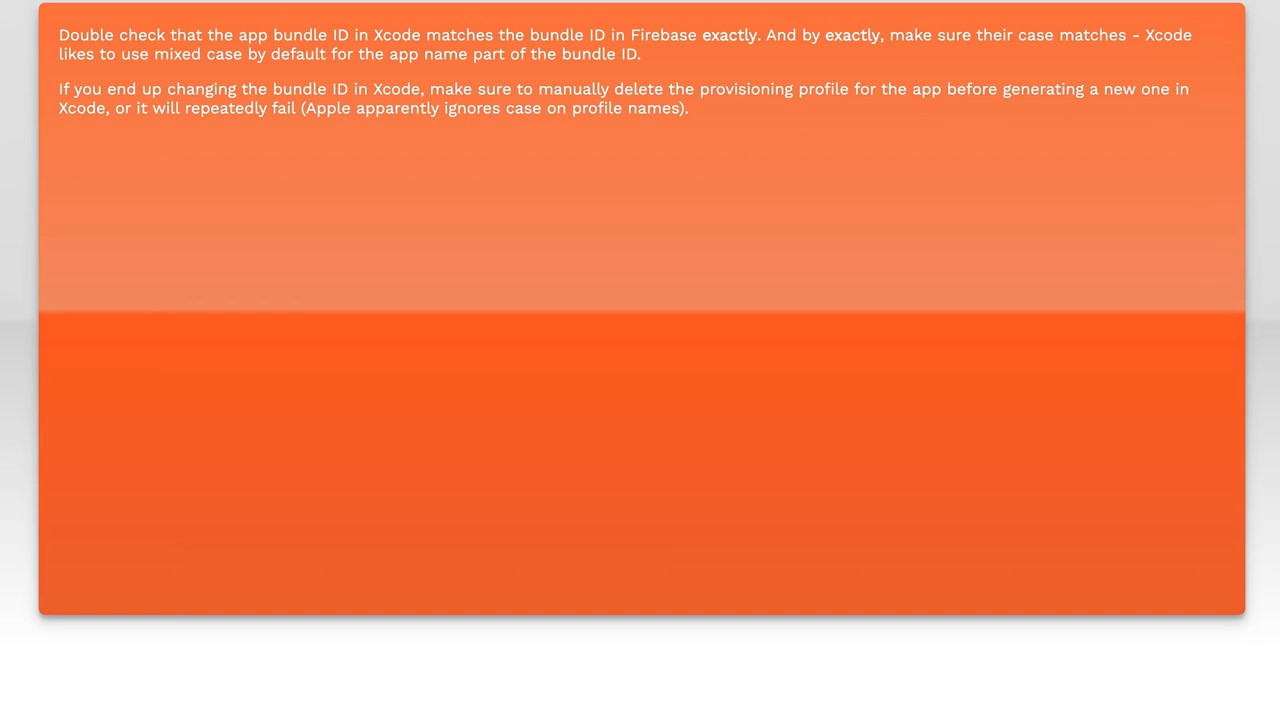 Double check that the app bundle ID in Xcode matches the bundle ID in Firebase exactly. And by exactly, make sure their case matches - Xcode
likes to use mixed case by default for the app name part of the bundle ID.
If you end up changing the bundle ID in Xcode, make sure to manually delete the provisioning profile for the app before generating a new one in
Xcode, or it will repeatedly fail (Apple apparently ignores case on profile names).